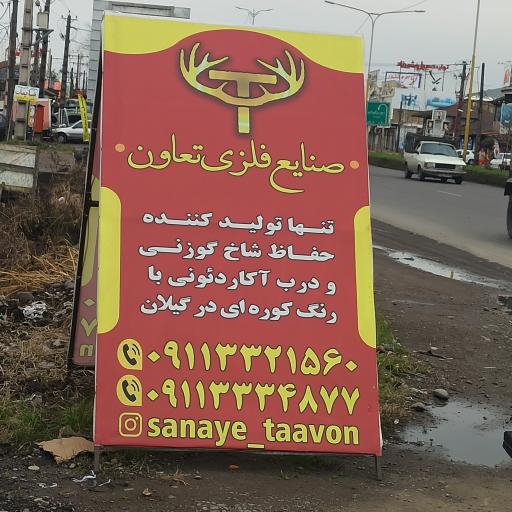 صنایع فلزی تعاون
تنها تولید کننده
حفاظ شاخ گوزنی
و درب آکاردئونی با
رنگ کوره ای در گیلان
۰۹۱۱۳۳۲۱۵۶۰
۰۹۱۱۳۳۳۴۸۷۷
sanaye_taavon